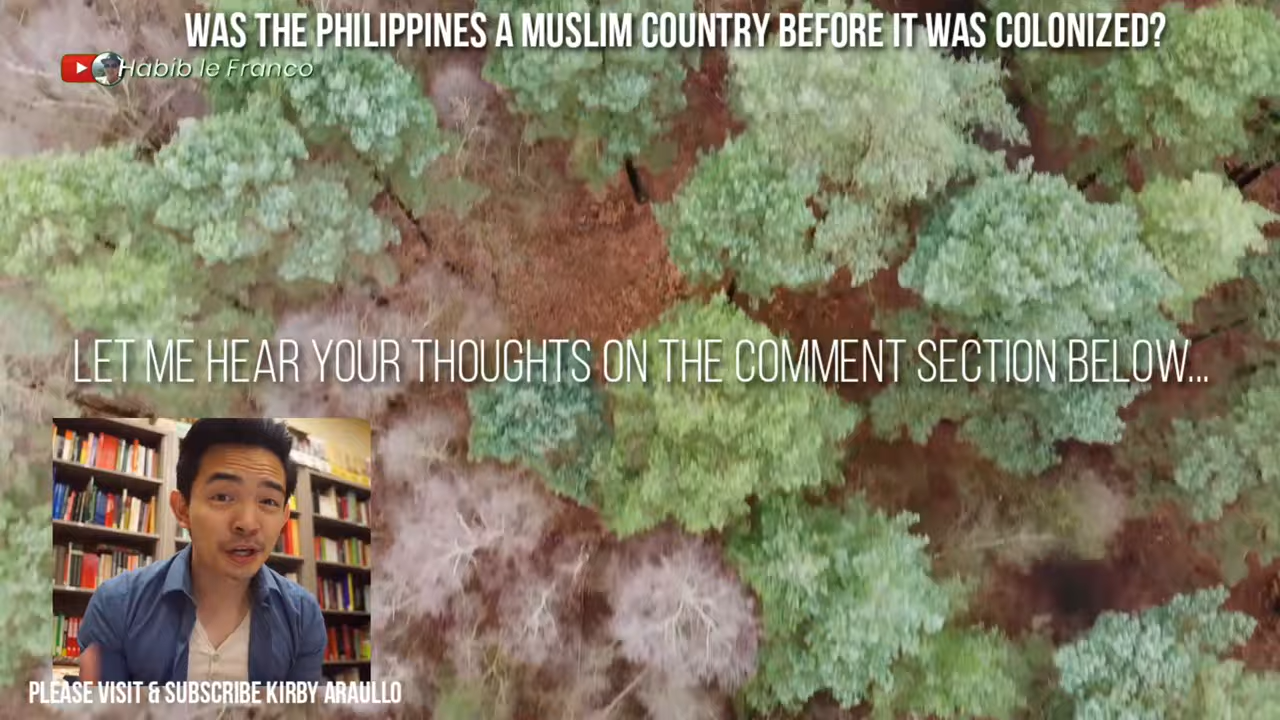 WAS THE PHILIPPINES A MUSLIM COUNTRY BEFORE IT WAS COLONIZED?
Habib le Franco
LET ME HEAR YOUR THOUGHTS ON THE COMMENT SECTION BELOW...
PLEASE VISIT & SUBSCRIBE KIRBY ARAULLO